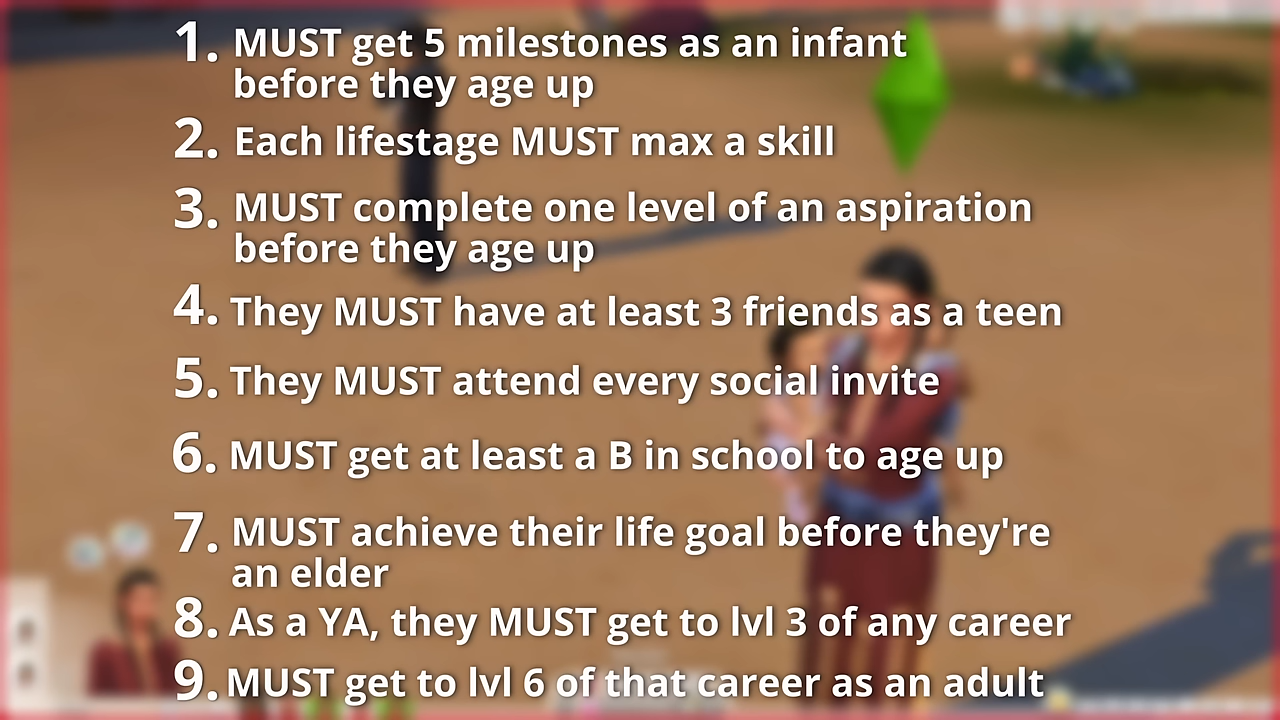 1. MUST get 5 milestones as an infant
before they age up
2. Each lifestage MUST max a skill
3. MUST complete one level of an aspiration
before they age up
4. They MUST have at least 3 friends as a teen
5. They MUST attend every social invite
6. MUST get at least a B in school to age up
7. MUST achieve their life goal before they're
an elder
8. As a YA, they MUST get to lvl 3 of any career
9. MUST get to lvl 6 of that career as an adult